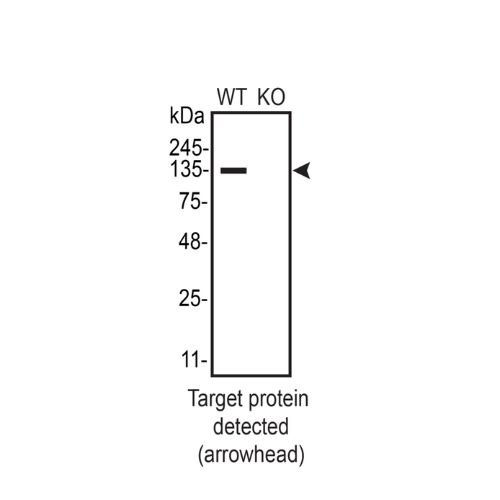 WT KO
kDa
245-
135-
75-
48-
25-
11-
Target protein
detected
(arrowhead)